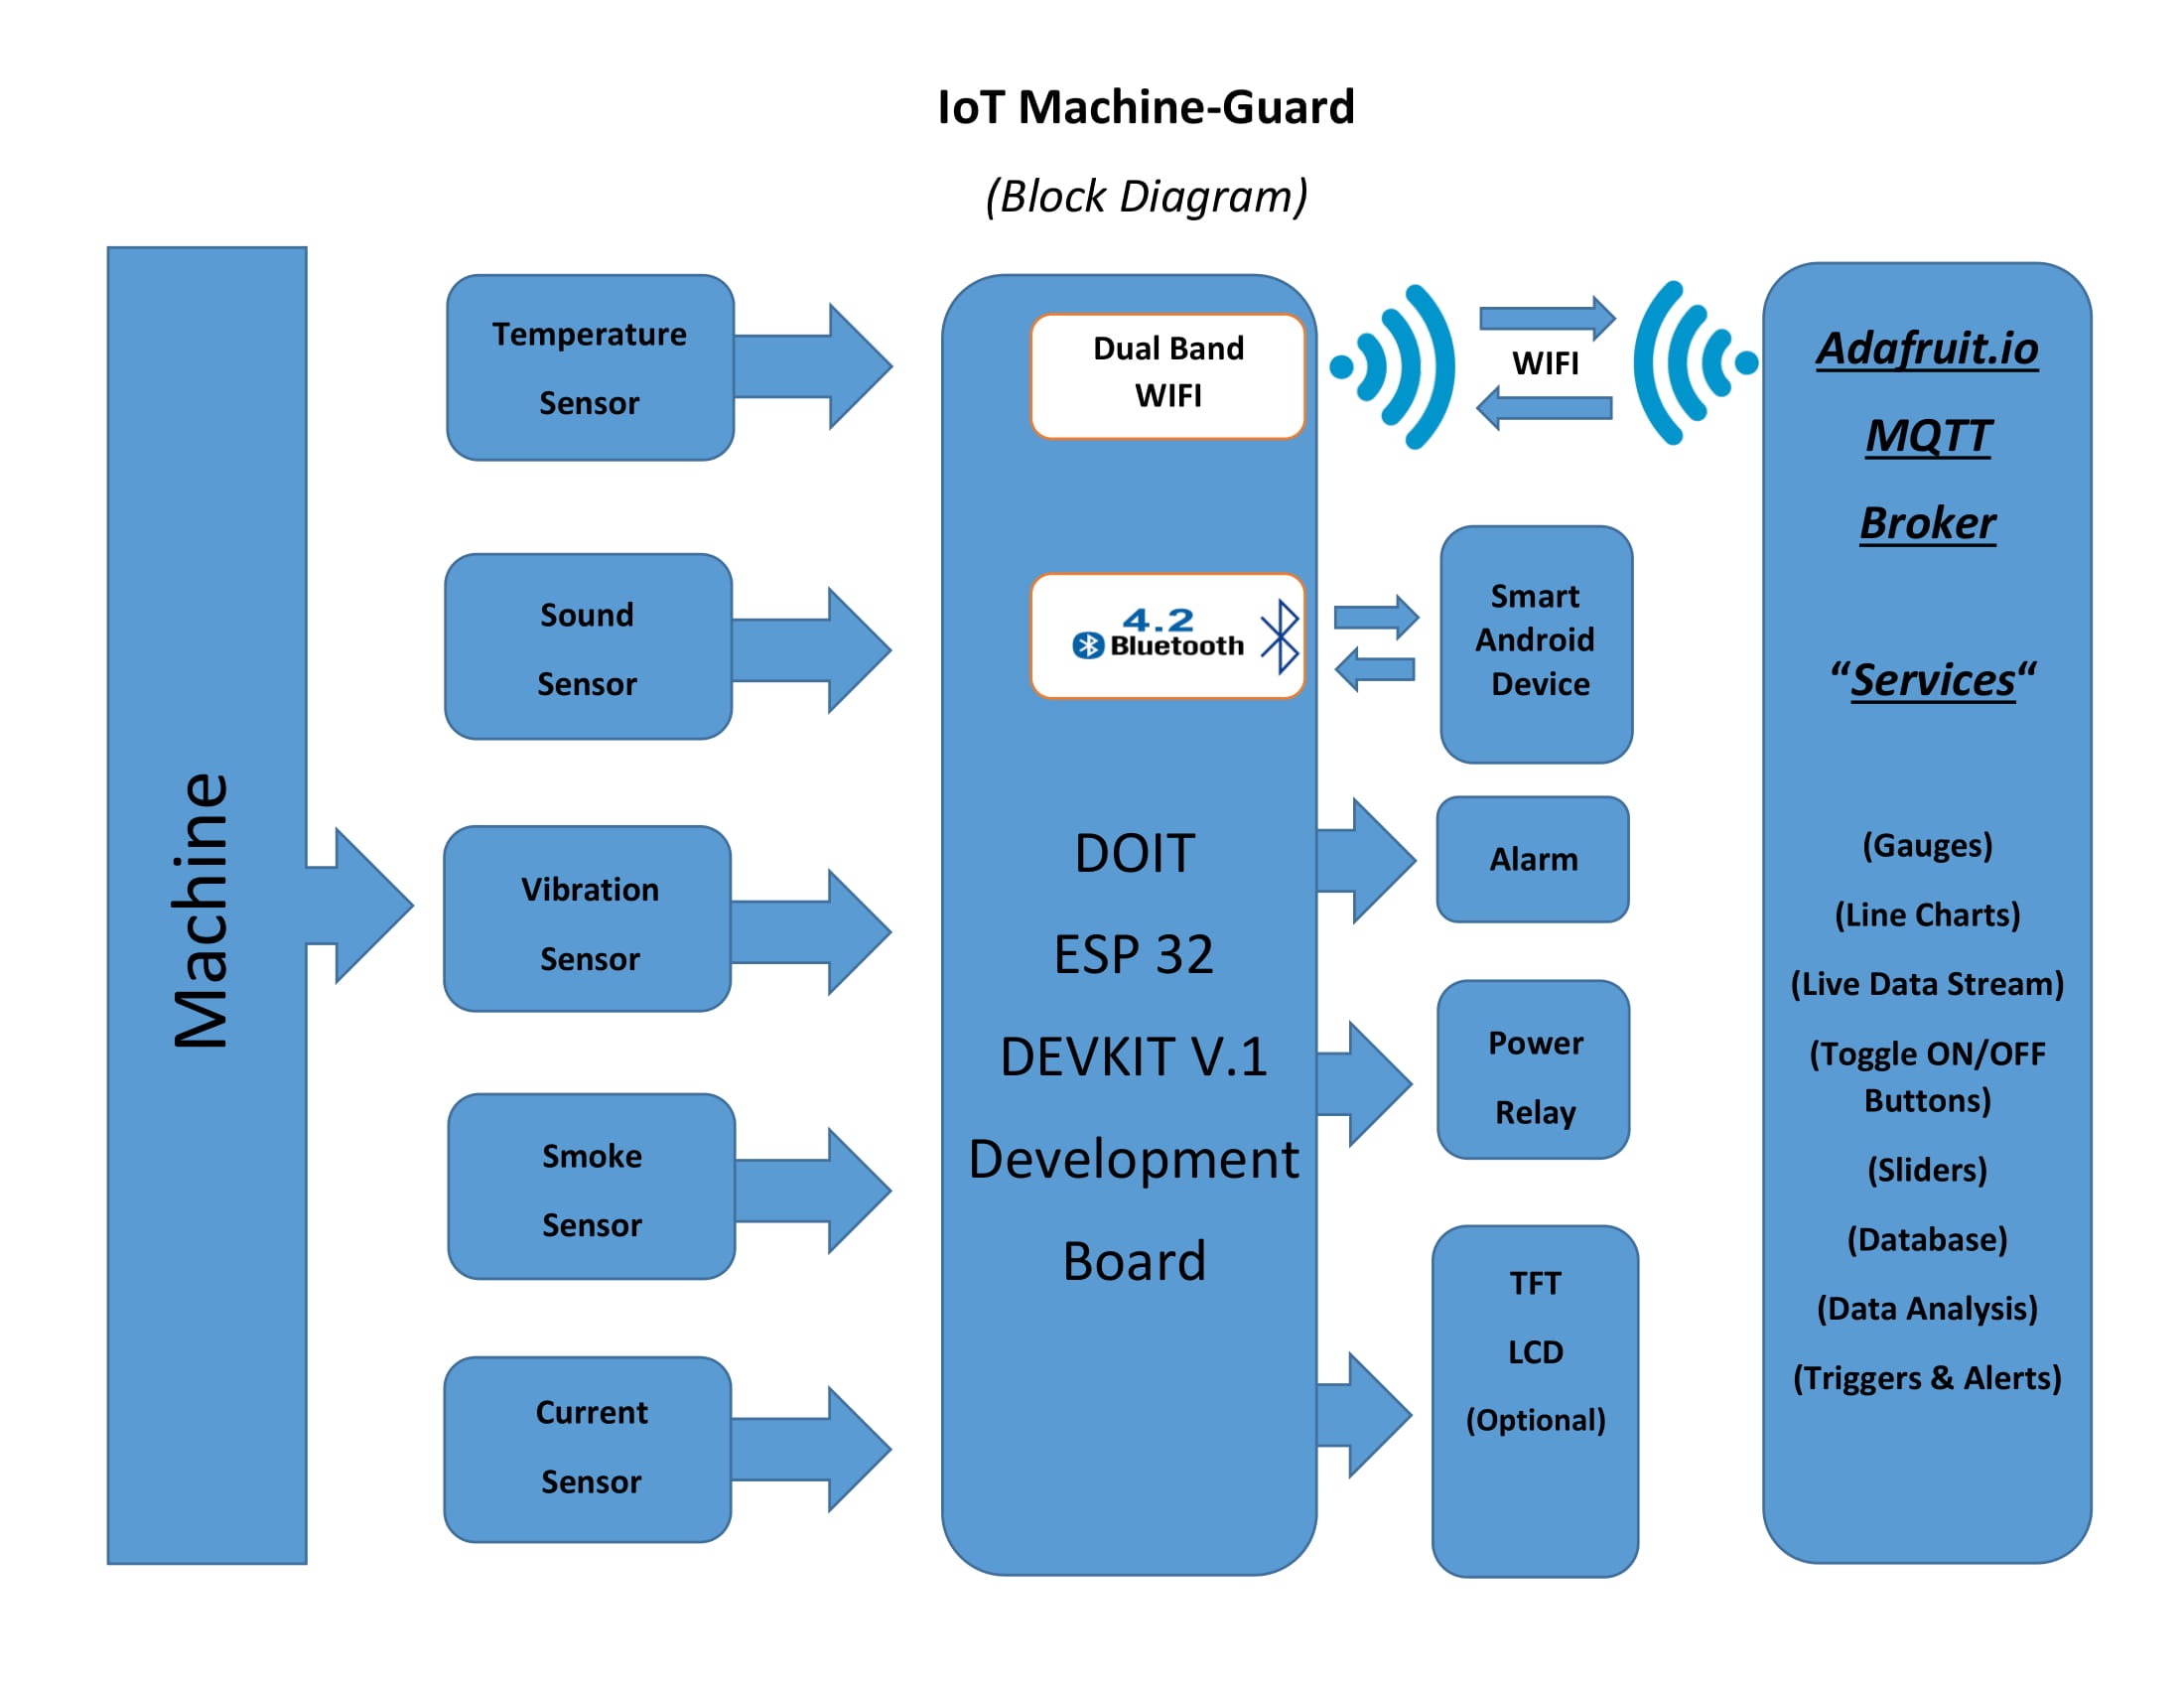 IoT Machine-Guard
(Block Diagram)
Machine
Temperature
Sensor
Sound
Sensor
Vibration
Sensor
Smoke
Sensor
Current
Sensor
Dual Band
WIFI
4.2
Bluetooth
DOIT
ESP 32
DEVKIT V.1
Development
Board
WIFI
Smart
Android
Device
Alarm
Power
Relay
TFT
LCD
(Optional)
Adafruit.io
MQTT
Broker
“Services“
(Gauges)
(Line Charts)
(Live Data Stream)
(Toggle ON/OFF
Buttons)
(Sliders)
(Database)
(Data Analysis)
(Triggers & Alerts)